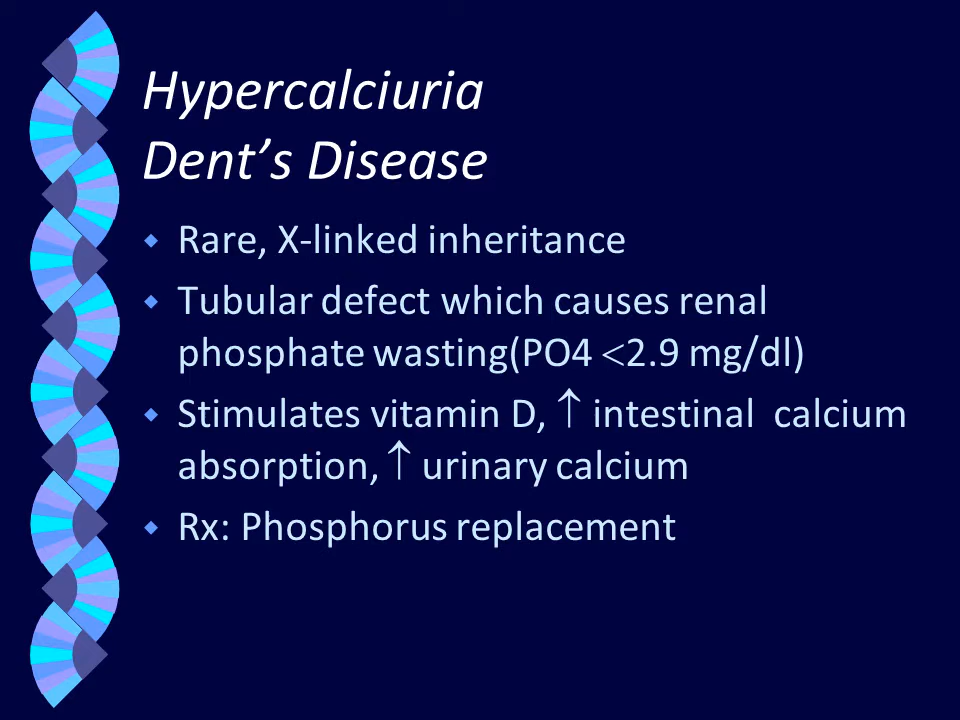 Hypercalciuria
Dent’s Disease
Rare, X-linked inheritance
Tubular defect which causes renal
phosphate wasting(PO4 <2.9 mg/dl)
Stimulates vitamin D, ↑ intestinal calcium
absorption, ↑ urinary calcium
Rx: Phosphorus replacement